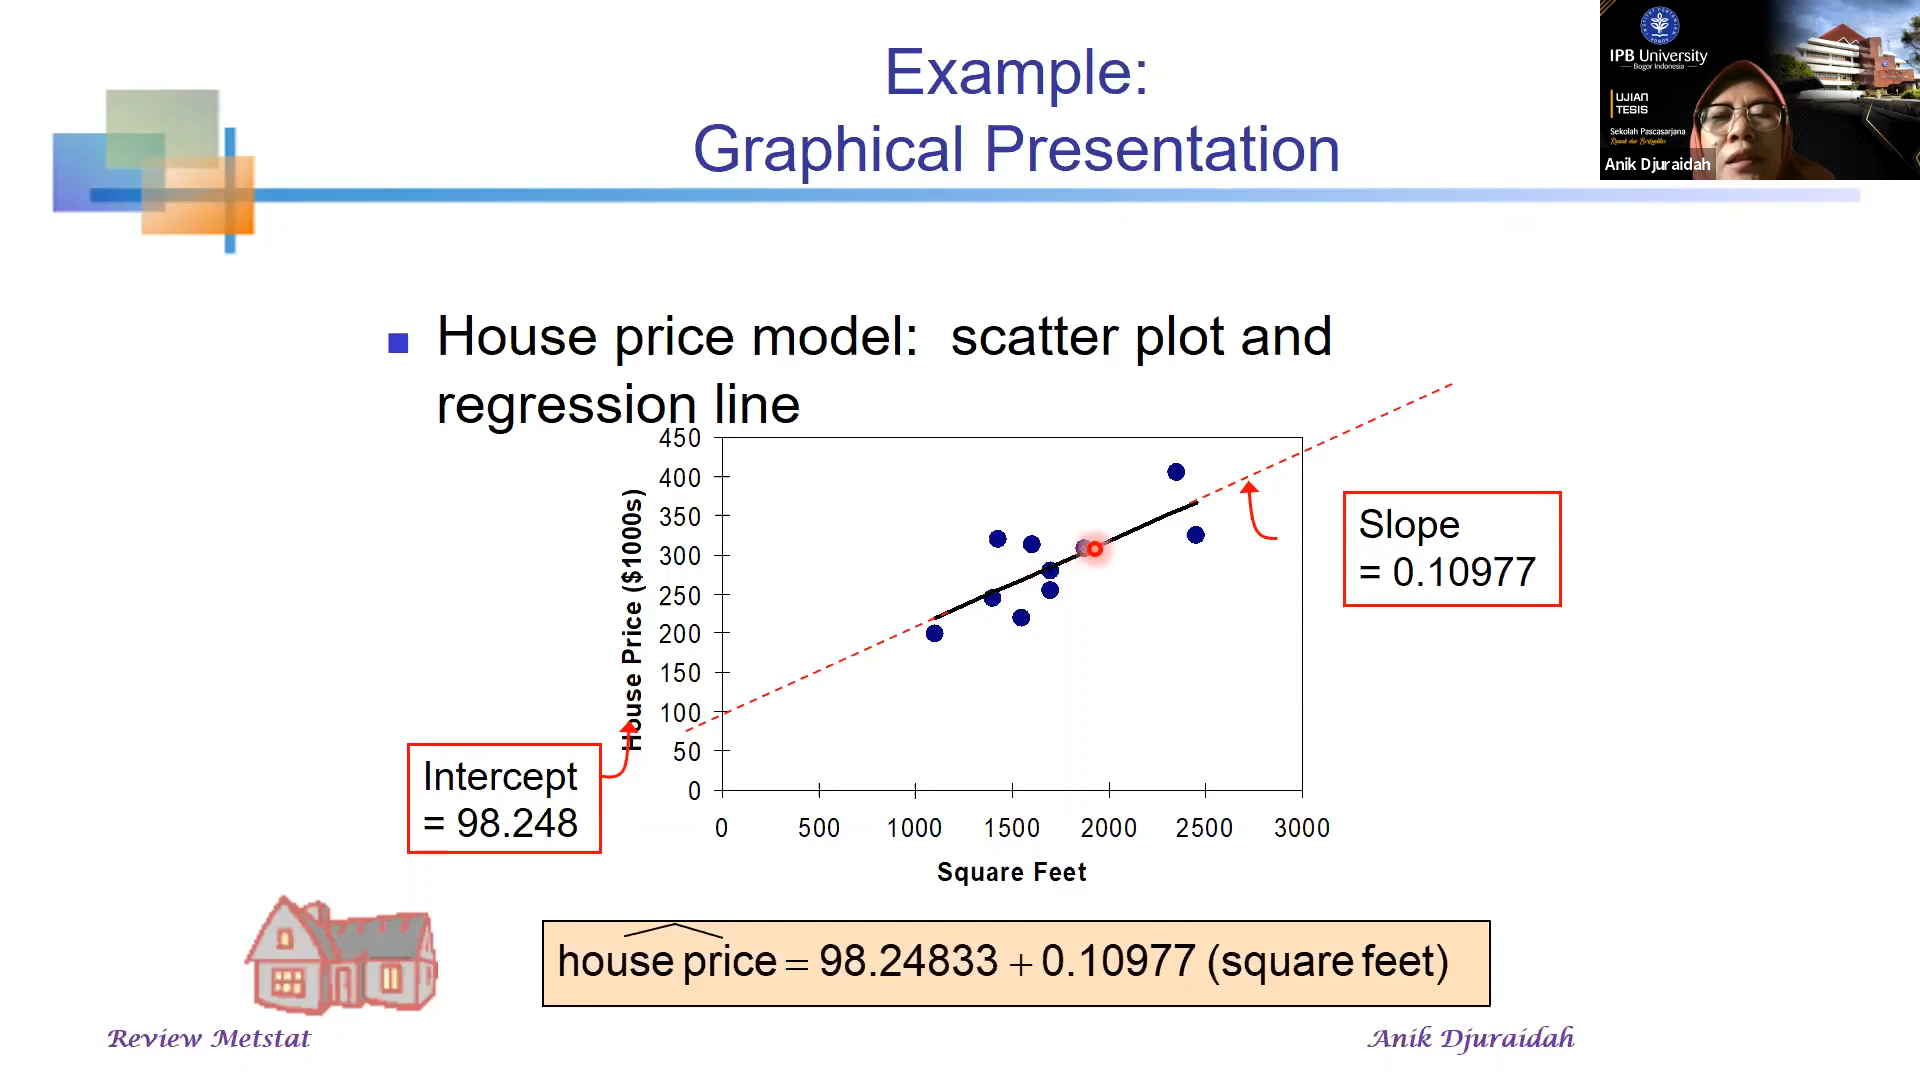 Example:
Graphical Presentation
IPB University
Bogor Indonesia
UJIAN
TESIS
Sekolah Pascasarjana
Anik Djuraidah
House price model: scatter plot and
regression line
450
400
350
300
250
200
150
100
50
0
House Price ($1000s)
0 500 1000 1500 2000 2500 3000
Square Feet
Slope
= 0.10977
Intercept
= 98.248
house price = 98.24833 + 0.10977 (square feet)
Review Metstat
Anik Djuraidah